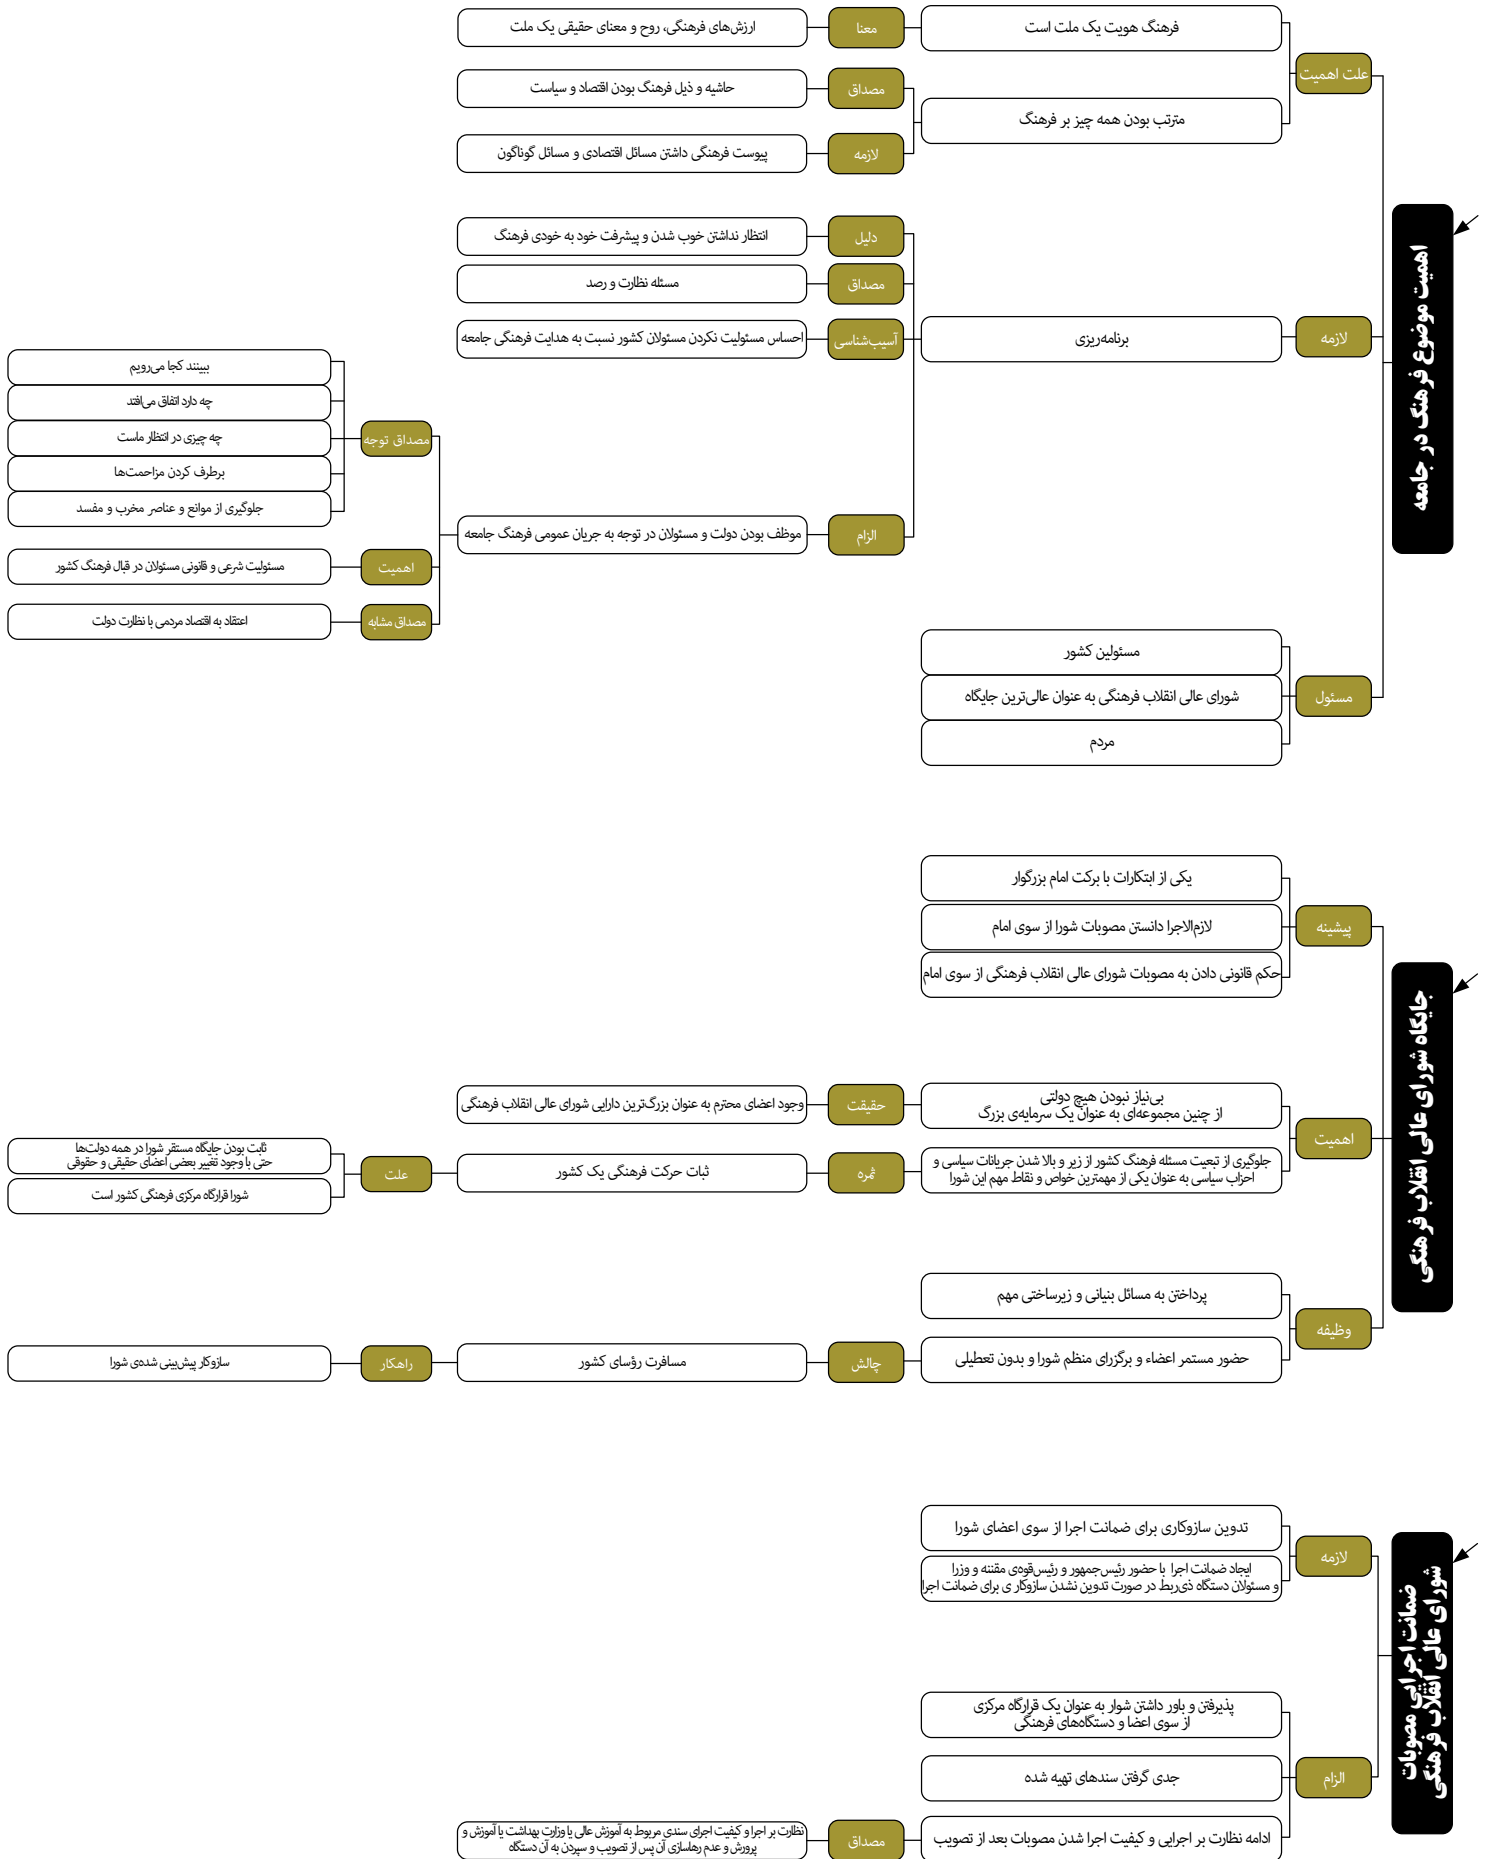 اهمیت موضوع فرهنگ در جامعه
علت اهمیت
فرهنگ هویت یک ملت است
معنا
ارزش‌های فرهنگی، روح و معنای حقیقی یک ملت
مترتب بودن همه چیز بر فرهنگ
مصداق
حاشیه و ذیل فرهنگ بودن اقتصاد و سیاست
لازمه
پیوست فرهنگی داشتن مسائل اقتصادی و مسائل گوناگون
لازمه
برنامه‌ریزی
دلیل
انتظار نداشتن خوب شدن و پیشرفت خود به خودی فرهنگ
مصداق
مسئله نظارت و رصد
آسیب‌شناسی
احساس مسئولیت نکردن مسئولان کشور نسبت به هدایت فرهنگی جامعه
الزام
موظف بودن دولت و مسئولان در توجه به جریان عمومی فرهنگ جامعه
مصداق توجه
ببینند کجا می‌رویم
چه دارد اتفاق می‌افتد
چه چیزی در انتظار ماست
برطرف کردن مزاحمت‌ها
جلوگیری از موانع و عناصر مخرب و مفسد
اهمیت
مسئولیت شرعی و قانونی مسئولان در قبال فرهنگ کشور
مصداق مشابه
اعتقاد به اقتصاد مردمی با نظارت دولت
مسئول
مسئولین کشور
شورای عالی انقلاب فرهنگی به عنوان عالی‌ترین جایگاه
مردم
جایگاه شورای عالی انقلاب فرهنگی
پیشینه
یکی از ابتکارات با برکت امام بزرگوار
لازم‌الاجرا دانستن مصوبات شورا از سوی امام
حکم قانونی دادن به مصوبات شورای عالی انقلاب فرهنگی از سوی امام
اهمیت
بی‌نیاز نبودن هیچ دولتی
از چنین مجموعه‌ای به عنوان یک سرمایه‌ی بزرگ
حقیقت
وجود اعضای محترم به عنوان بزرگ‌ترین دارایی شورای عالی انقلاب فرهنگی
جلوگیری از تبعیت مسئله فرهنگ کشور از زیر و بالا شدن جریانات سیاسی و
احزاب سیاسی به عنوان یکی از مهمترین خواص و نقاط مهم این شورا
ثمره
ثبات حرکت فرهنگی یک کشور
علت
ثابت بودن جایگاه مستقر شورا در همه دولت‌ها
حتی با وجود تغییر بعضی اعضای حقیقی و حقوقی
شورا قرارگاه مرکزی فرهنگی کشور است
وظیفه
پرداختن به مسائل بنیانی و زیرساختی مهم
حضور مستمر اعضاء و برگزرای منظم شورا و بدون تعطیلی
چالش
مسافرت رؤسای کشور
راهکار
سازوکار پیش‌بینی شده‌ی شورا
ضمانت اجرایی مصوبات
شورای عالی انقلاب فرهنگی
لازمه
تدوین سازوکاری برای ضمانت اجرا از سوی اعضای شورا
ایجاد ضمانت اجرا با حضور رئیس‌جمهور و رئیس‌قوه‌ی مقننه و وزرا
و مسئولان دستگاه ذی‌ربط در صورت تدوین نشدن سازوکار ی برای ضمانت اجرا
الزام
پذیرفتن و باور داشتن شوار به عنوان یک قرارگاه مرکزی
از سوی اعضا و دستگاه‌های فرهنگی
جدی گرفتن سندهای تهیه شده
ادامه نظارت بر اجرایی و کیفیت اجرا شدن مصوبات بعد از تصویب
مصداق
نظارت بر اجرا و کیفیت اجرای سندی مربوط به آموزش عالی یا وزارت بهداشت یا آموزش و
پرورش و عدم رهاسازی آن پس از تصویب و سپردن به آن دستگاه